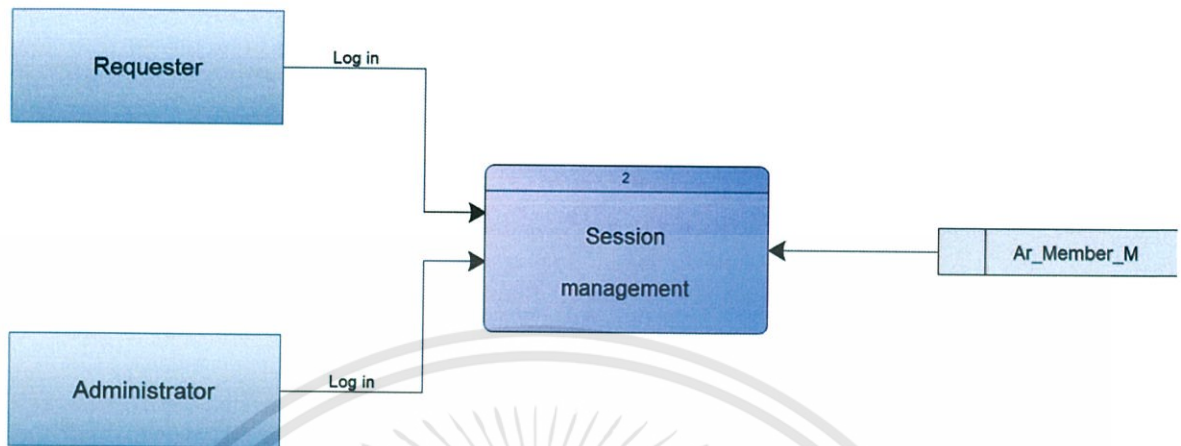 Requester
Log in
2
Session
management
Ar_Member_M
Administrator
Log in